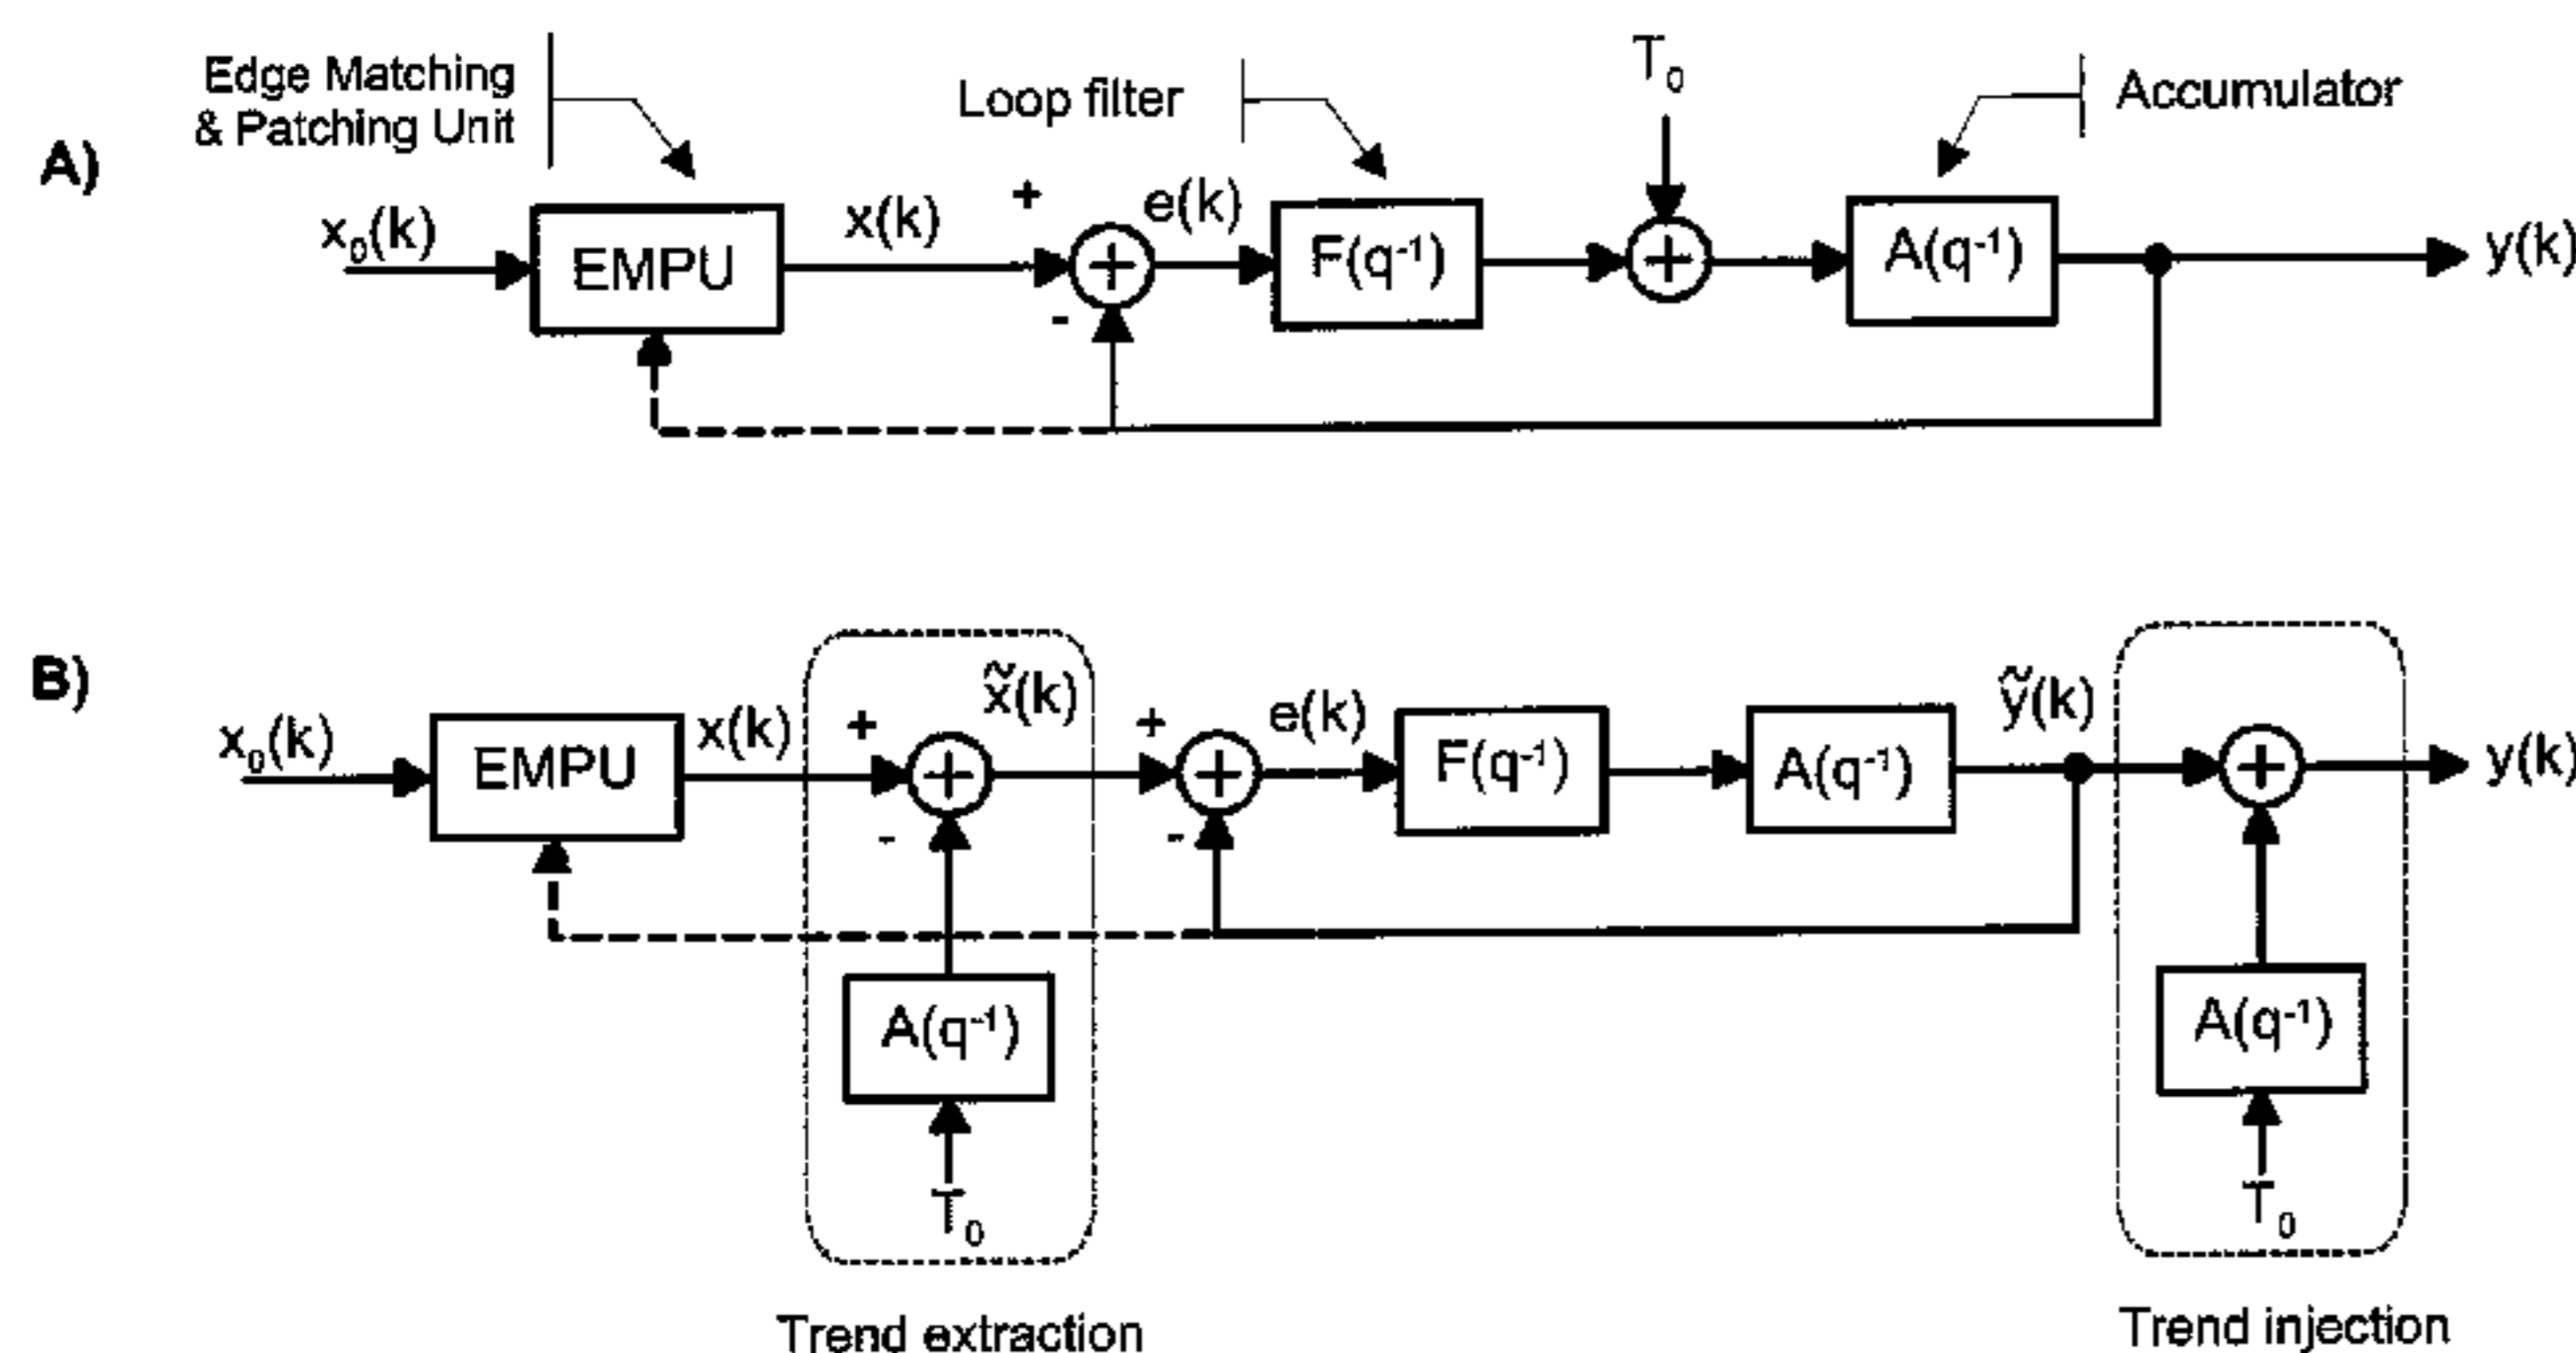 A)
Edge Matching
& Patching Unit
Loop filter
T₀
Accumulator
x₀(k)
EMPU
x(k)
+
-
+
e(k)
F(q⁻¹)
+
A(q⁻¹)
y(k)
B)
x₀(k)
EMPU
x(k)
+
-
+
x̃(k)
+
-
+
e(k)
F(q⁻¹)
A(q⁻¹)
ỹ(k)
+
y(k)
A(q⁻¹)
T₀
A(q⁻¹)
T₀
Trend extraction
Trend injection